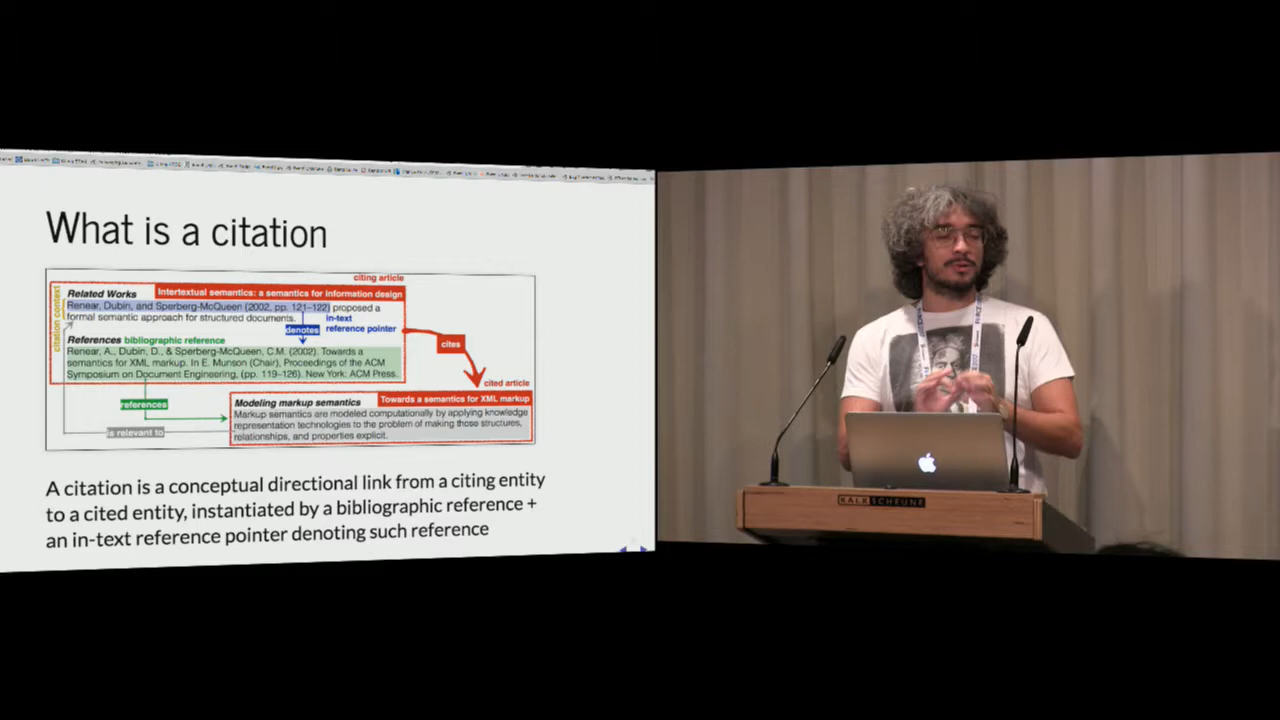 What is a citation
citing article
citation context
Related Works
Intertextual semantics: a semantics for information design
Renear, Dubin, and Sperberg-McQueen (2002, pp. 121–122) proposed a
formal semantic approach for structured documents.
in-text
denotes
reference pointer
References bibliographic reference
Renear, A., Dubin, D., & Sperberg-McQueen, C.M. (2002). Towards a
semantics for XML markup. In E. Munson (Chair), Proceedings of the ACM
Symposium on Document Engineering, (pp. 119–126). New York: ACM Press.
cites
cited article
references
Modeling markup semantics
Towards a semantics for XML markup
Markup semantics are modeled computationally by applying knowledge
representation technologies to the problem of making those structures,
relationships, and properties explicit.
is relevant to
A citation is a conceptual directional link from a citing entity
to a cited entity, instantiated by a bibliographic reference +
an in-text reference pointer denoting such reference
KALKSCHEUNE